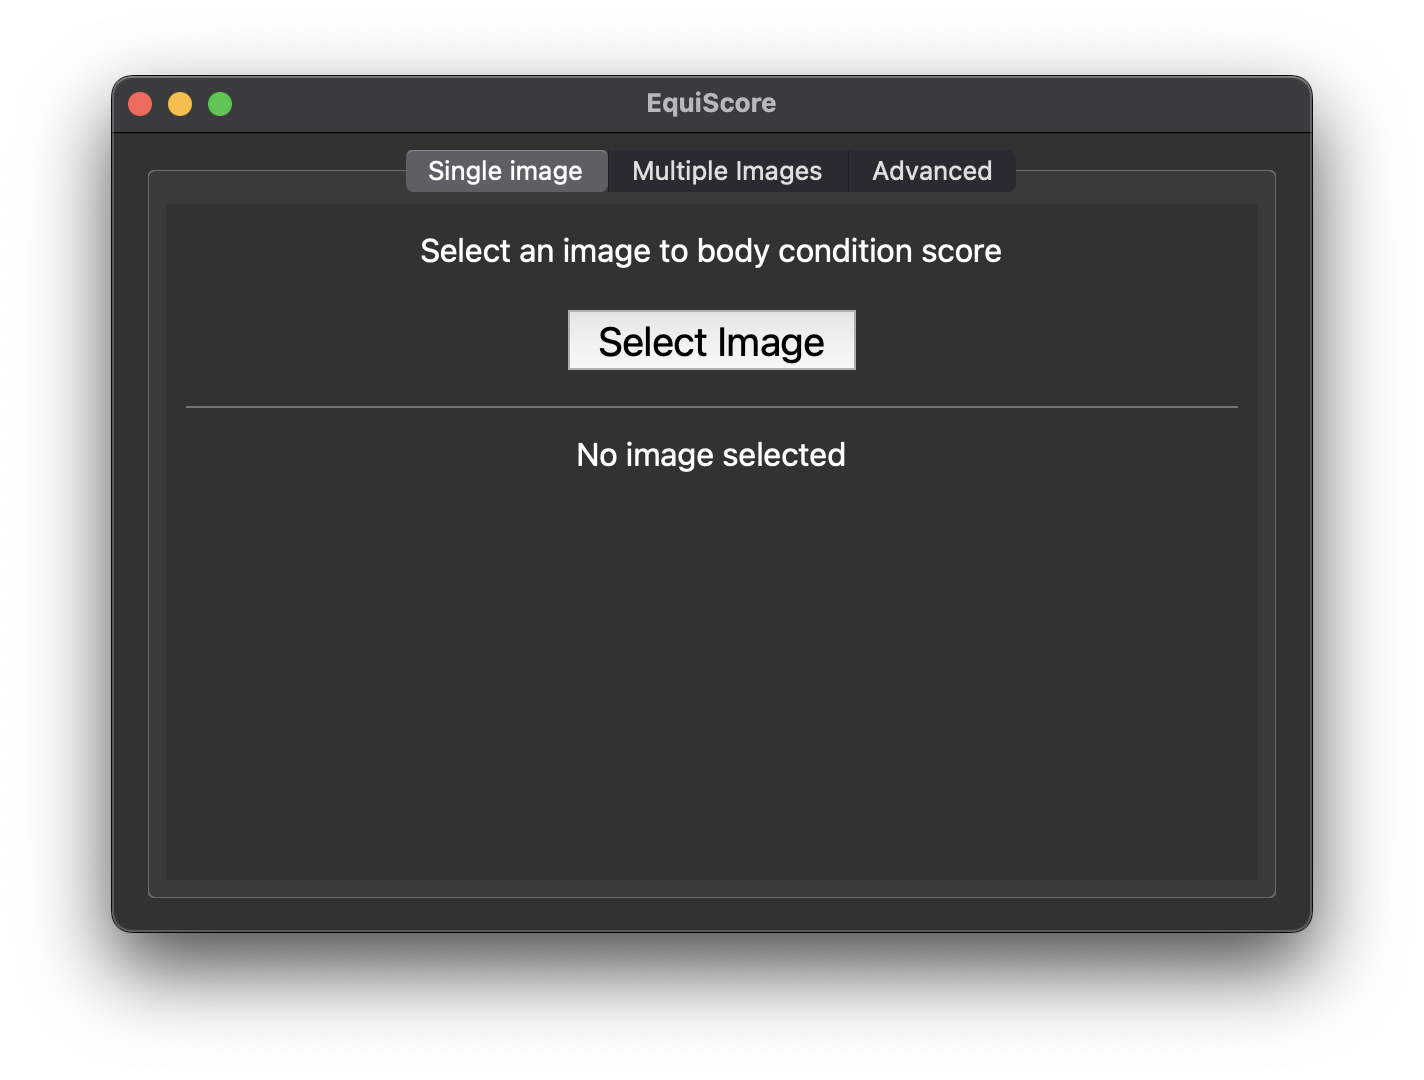 EquiScore
Single image Multiple Images Advanced
Select an image to body condition score
Select Image
No image selected